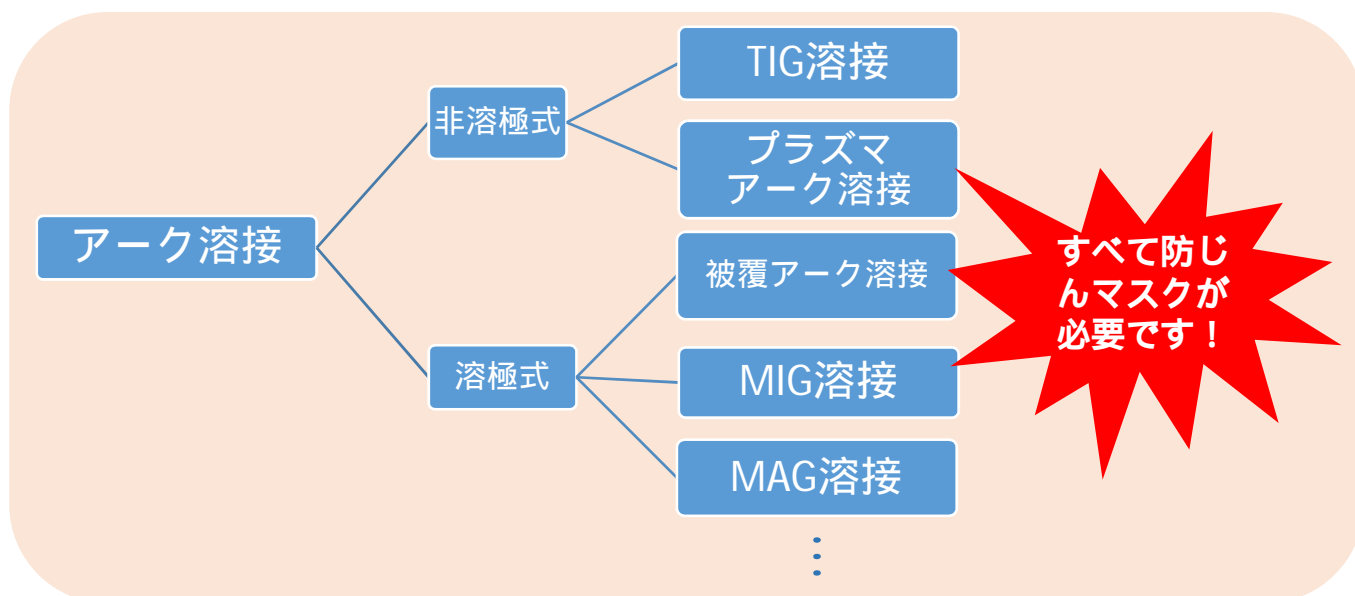 アーク溶接
非溶極式
溶極式
TIG溶接
プラズマ
アーク溶接
被覆アーク溶接
MIG溶接
MAG溶接
すべて防じ
んマスクが
必要です！